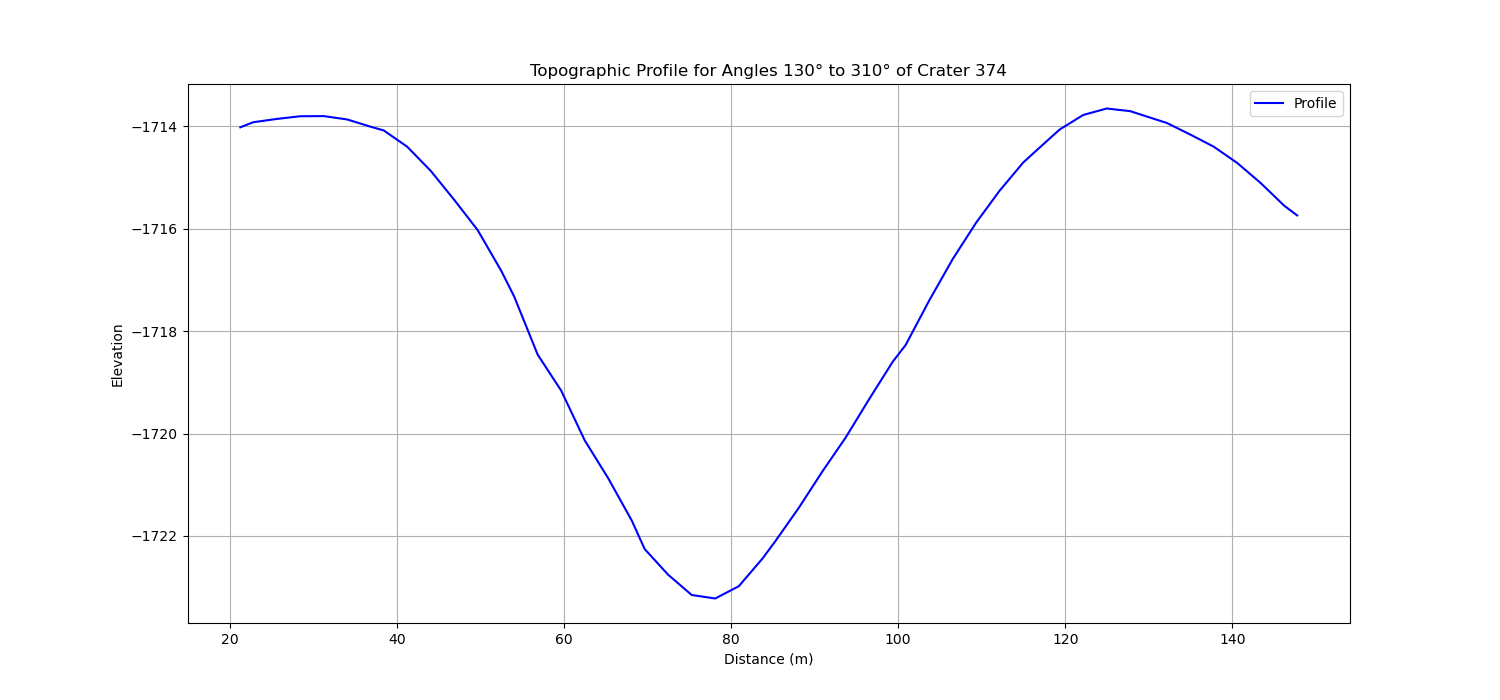 Topographic Profile for Angles 130° to 310° of Crater 374
Profile
−1714
−1716
−1718
−1720
−1722
Elevation
20 40 60 80 100 120 140
Distance (m)